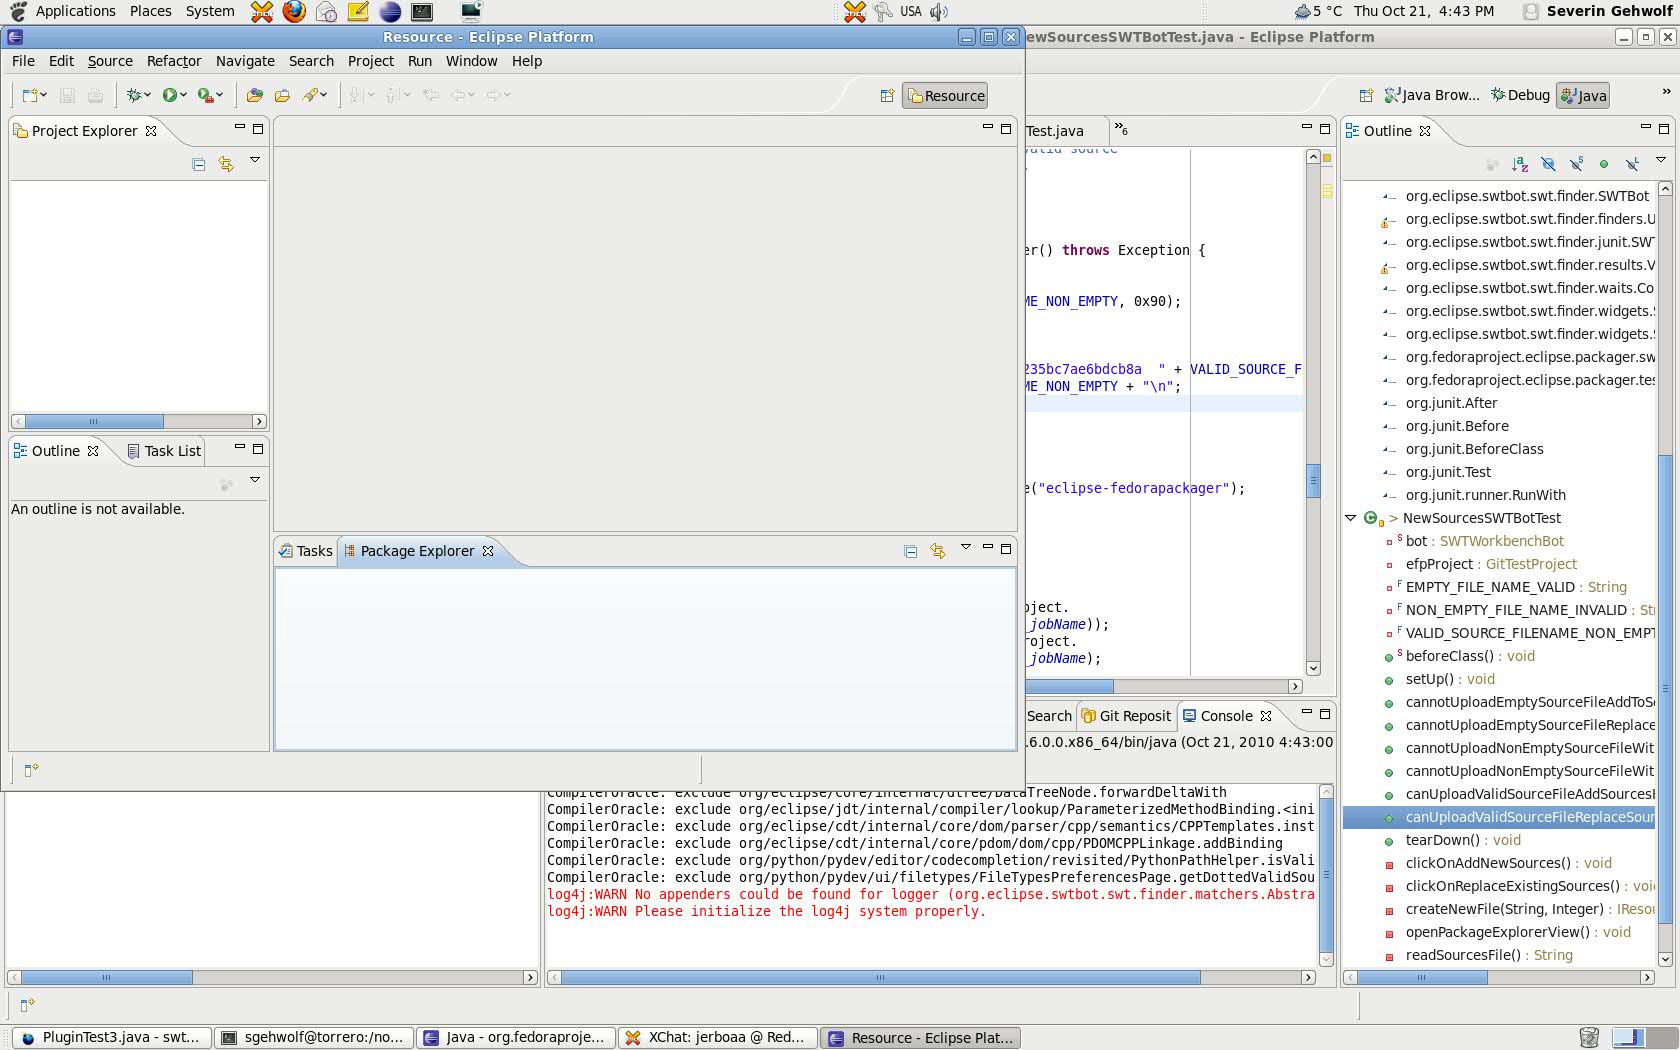 Applications Places System
USA
5 °C Thu Oct 21, 4:43 PM Severin Gehwolf
Resource - Eclipse Platform
ewSourcesSWTBotTest.java - Eclipse Platform
File Edit Source Refactor Navigate Search Project Run Window Help
Resource
Java Brow... Debug Java
Project Explorer
Test.java
»6
Outline
valid source
er() throws Exception {
ME_NON_EMPTY, 0x90);
235bc7ae6bdcb8a " + VALID_SOURCE_F
ME_NON_EMPTY + "\n";
e("eclipse-fedorapackager");
oject.
_jobName));
roject.
_jobName);
org.eclipse.swtbot.swt.finder.SWTBot
org.eclipse.swtbot.swt.finder.finders.U
org.eclipse.swtbot.swt.finder.junit.SWT
org.eclipse.swtbot.swt.finder.results.V
org.eclipse.swtbot.swt.finder.waits.Co
org.eclipse.swtbot.swt.finder.widgets.
org.eclipse.swtbot.swt.finder.widgets.
org.fedoraproject.eclipse.packager.sw
org.fedoraproject.eclipse.packager.tes
org.junit.After
org.junit.Before
org.junit.BeforeClass
org.junit.Test
org.junit.runner.RunWith
> NewSourcesSWTBotTest
S bot : SWTWorkbenchBot
efpProject : GitTestProject
F EMPTY_FILE_NAME_VALID : String
F NON_EMPTY_FILE_NAME_INVALID : St
F VALID_SOURCE_FILENAME_NON_EMPT
S beforeClass() : void
setUp() : void
cannotUploadEmptySourceFileAddToS
cannotUploadEmptySourceFileReplace
cannotUploadNonEmptySourceFileWit
cannotUploadNonEmptySourceFileWit
canUploadValidSourceFileAddSources
canUploadValidSourceFileReplaceSour
tearDown() : void
clickOnAddNewSources() : void
clickOnReplaceExistingSources() : voi
createNewFile(String, Integer) : IReso
openPackageExplorerView() : void
readSourcesFile() : String
Outline Task List
An outline is not available.
Tasks Package Explorer
Search Git Reposit Console
.6.0.0.x86_64/bin/java (Oct 21, 2010 4:43:00
CompilerOracle: exclude org/eclipse/core/internal/dtree/DataTreeNode.forwardDeltaWith
CompilerOracle: exclude org/eclipse/jdt/internal/compiler/lookup/ParameterizedMethodBinding.<ini
CompilerOracle: exclude org/eclipse/cdt/internal/core/dom/parser/cpp/semantics/CPPTemplates.inst
CompilerOracle: exclude org/eclipse/cdt/internal/core/pdom/dom/cpp/PDOMCPPLinkage.addBinding
CompilerOracle: exclude org/python/pydev/editor/codecompletion/revisited/PythonPathHelper.isVali
CompilerOracle: exclude org/python/pydev/ui/filetypes/FileTypesPreferencesPage.getDottedValidSou
log4j:WARN No appenders could be found for logger (org.eclipse.swtbot.swt.finder.matchers.Abstra
log4j:WARN Please initialize the log4j system properly.
PluginTest3.java - swt... sgehwolf@torrero:/no... Java - org.fedoraproje... XChat: jerboaa @ Red... Resource - Eclipse Plat...